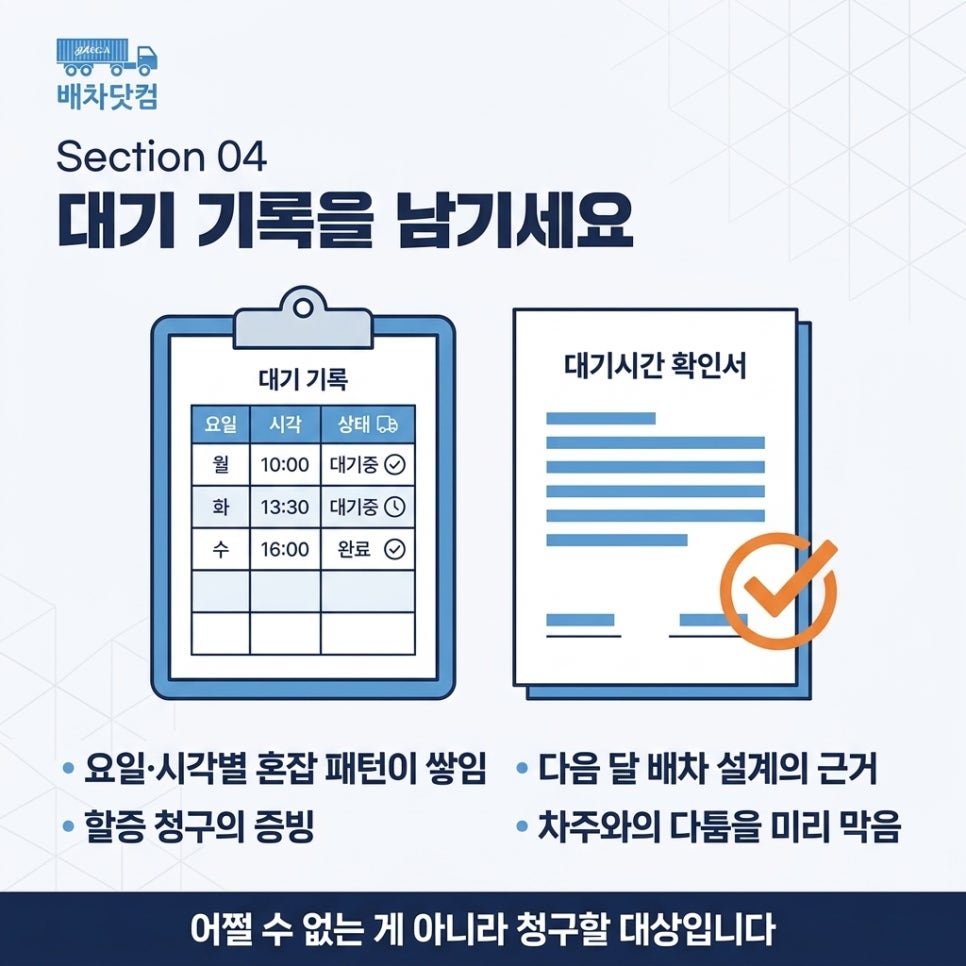 배차닷컴
Section 04
대기 기록을 남기세요
대기 기록
요일 시각 상태
월 10:00 대기중
화 13:30 대기중
수 16:00 완료
대기시간 확인서
• 요일·시각별 혼잡 패턴이 쌓임
• 할증 청구의 증빙
• 다음 달 배차 설계의 근거
• 차주와의 다툼을 미리 막음
어쩔 수 없는 게 아니라 청구할 대상입니다